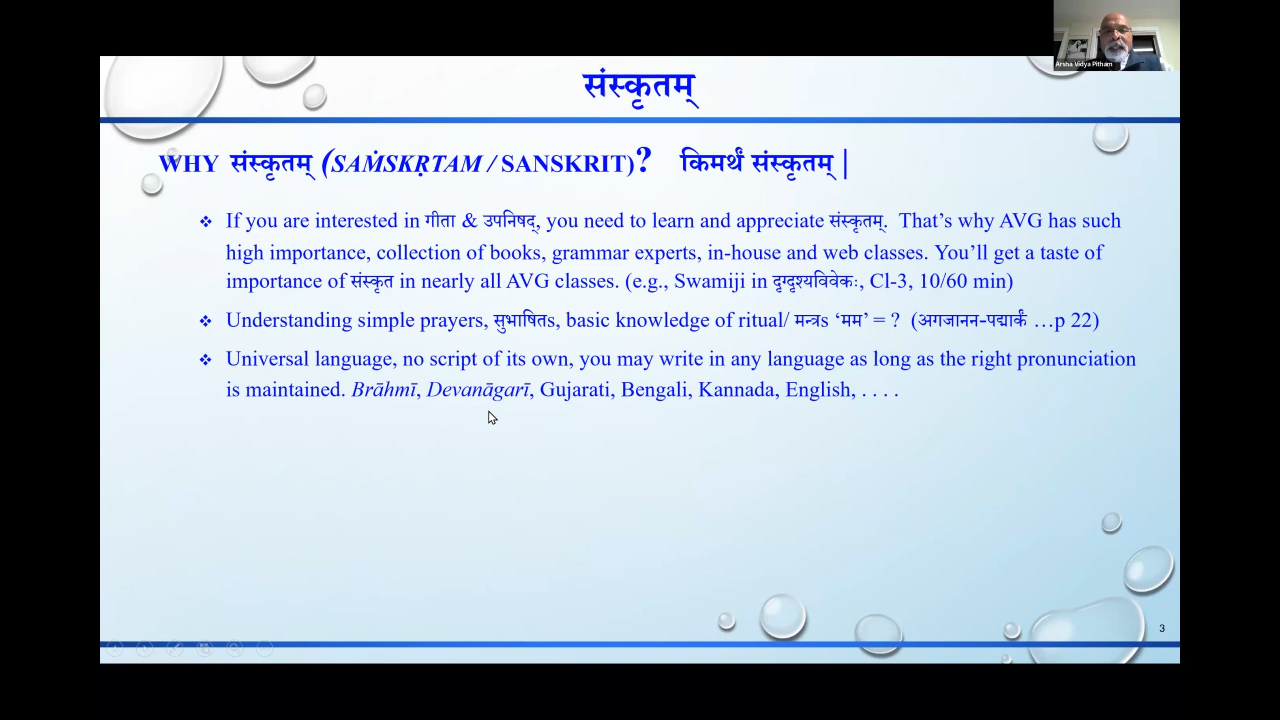 Arsha Vidya Pitham
संस्कृतम्
WHY संस्कृतम् (SAṀSKṚTAM / SANSKRIT)? किमर्थं संस्कृतम् |
❖ If you are interested in गीता & उपनिषद्, you need to learn and appreciate संस्कृतम्. That’s why AVG has such
high importance, collection of books, grammar experts, in-house and web classes. You’ll get a taste of
importance of संस्कृत in nearly all AVG classes. (e.g., Swamiji in दृग्दृश्यविवेकः, Cl-3, 10/60 min)
❖ Understanding simple prayers, सुभाषितs, basic knowledge of ritual/ मन्त्रs ‘मम’ = ? (अगजानन-पद्मार्कं …p 22)
❖ Universal language, no script of its own, you may write in any language as long as the right pronunciation
is maintained. Brāhmī, Devanāgarī, Gujarati, Bengali, Kannada, English, . . . .
3